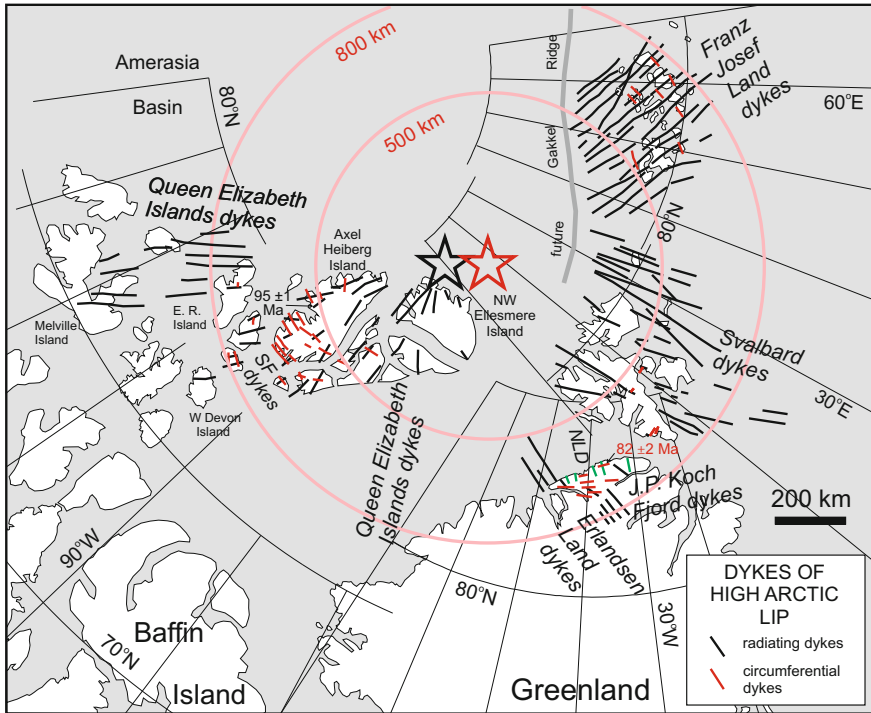 Amerasia
Basin
80°N
800 km
500 km
Ridge
Gakkel
future
Franz
Josef
Land
dykes
60°E
80°N
Queen Elizabeth
Islands dykes
Axel
Heiberg
Island
95 ±1
Ma
E. R.
Island
Melville
Island
SF
dykes
W Devon
Island
NW
Ellesmere
Island
Svalbard
dykes
30°E
Queen Elizabeth
Islands dykes
NLD
82 ±2 Ma
J.P. Koch
Fjord dykes
Erlandsen
Land
dykes
200 km
90°W
70°N
80°N
30°W
Baffin
Island
Greenland
DYKES OF
HIGH ARCTIC
LIP
radiating dykes
circumferential
dykes